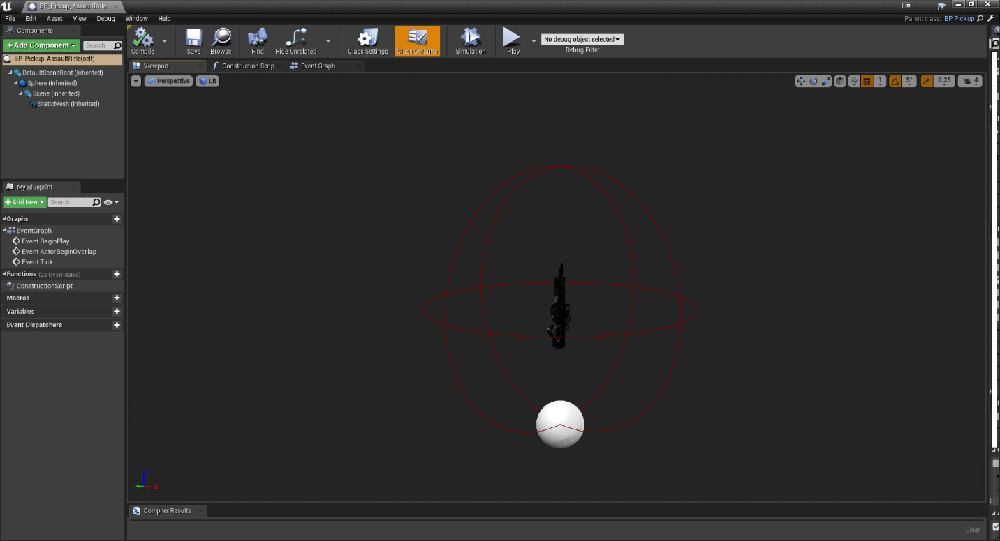 BP_Pickup_AssaultRifle
File Edit Asset View Debug Window Help
Parent class: BP Pickup
Components
Add Component
Search
BP_Pickup_AssaultRifle(self)
DefaultSceneRoot (Inherited)
Sphere (Inherited)
Scene (Inherited)
StaticMesh (Inherited)
My Blueprint
Add New
Search
Graphs
EventGraph
Event BeginPlay
Event ActorBeginOverlap
Event Tick
Functions (23 Overridable)
ConstructionScript
Macros
Variables
Event Dispatchers
Compile Save Browse Find Hide Unrelated Class Settings Class Defaults Simulation Play
No debug object selected
Debug Filter
Viewport Construction Scrip Event Graph
Perspective Lit
1 5° 0.25 4
X
Compiler Results
Clear